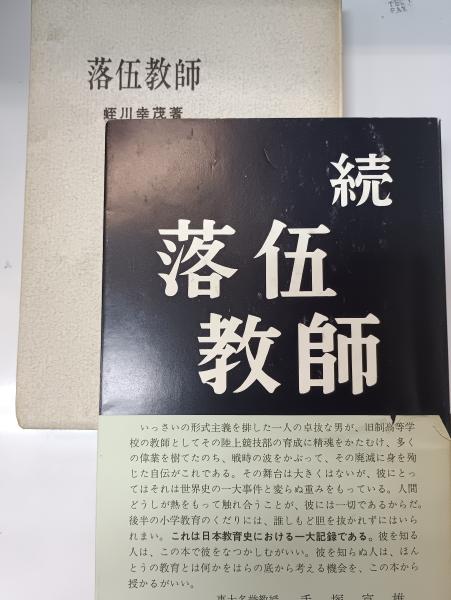 落伍教師
蛭川幸茂著
続
落伍
教師
いっさいの形式主義を排した一人の卓抜な男が、旧制高等学
校の教師としてその陸上競技部の育成に精魂をかたむけ、多く
の偉業を樹てたのち、戦時の波をかぶって、その廃滅に身を殉
じた自伝がこれである。その舞台は大きくはないが、彼にとっ
てはそれは世界史の一大事件と変らぬ重みをもっている。人間
どうしが熱をもって触れ合うことが、彼には一切であるからだ。
後半の小学教育のくだりには、誰しもど胆を抜かれずにはいら
れまい。これは日本教育史における一大記録である。彼を知る
人は、この本で彼をなつかしむがいい。彼を知らぬ人は、ほん
とうの教育とは何かをはらの底から考える機会を、この本から
授かるがいい。
東大名誉教授 手塚富雄